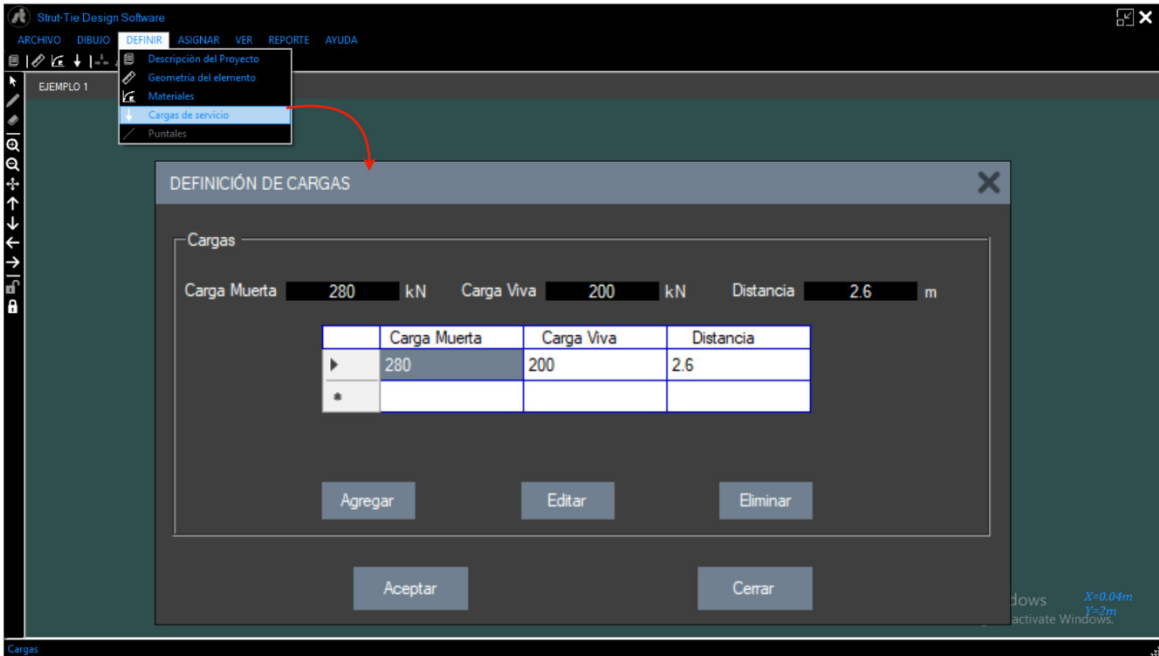 Strut-Tie Design Software
ARCHIVO DIBUJO DEFINIR ASIGNAR VER REPORTE AYUDA
Descripción del Proyecto
Geometría del elemento
Materiales
Cargas de servicio
Puntales
EJEMPLO 1
DEFINICIÓN DE CARGAS
Cargas
Carga Muerta 280 kN Carga Viva 200 kN Distancia 2.6 m
Carga Muerta Carga Viva Distancia
280 200 2.6
Agregar Editar Eliminar
Aceptar Cerrar
dows X=0.04m
Y=2m
activate Windows.
Cargas